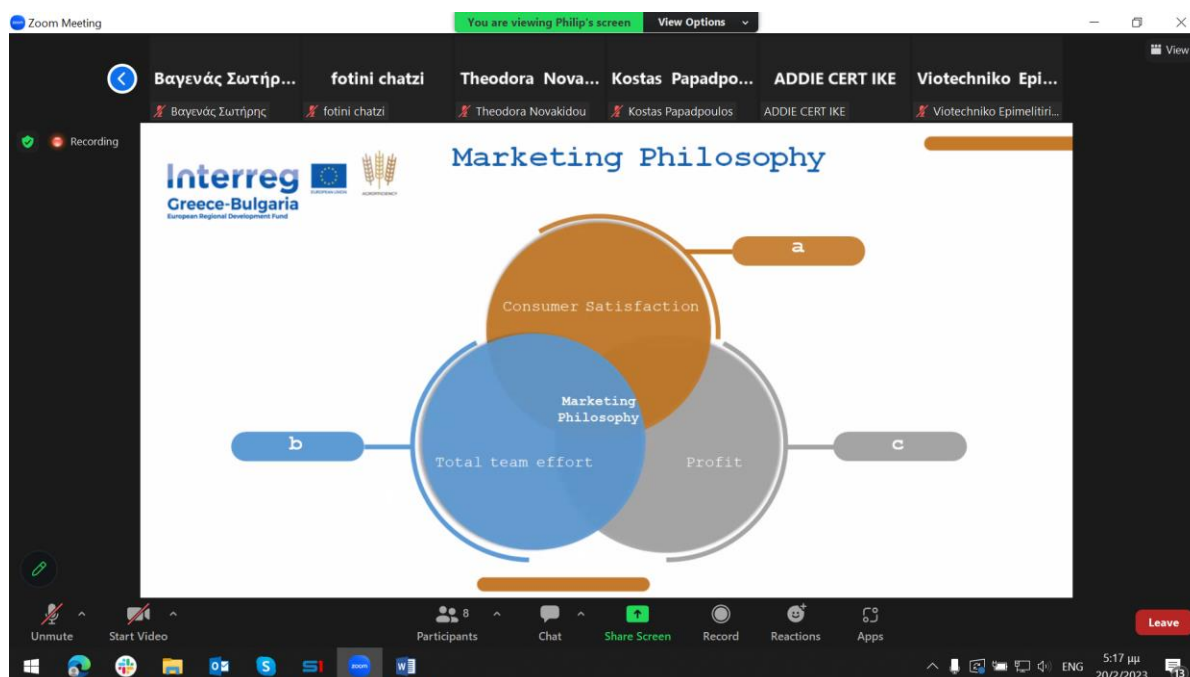 Zoom Meeting
You are viewing Philip's screen View Options
View
Βαγενάς Σωτήρ... fotini chatzi Theodora Nova... Kostas Papadpo... ADDIE CERT IKE Viotechniko Epi...
Βαγενάς Σωτήρης fotini chatzi Theodora Novakidou Kostas Papadpoulos ADDIE CERT IKE Viotechniko Epimelitiri...
Recording
Marketing Philosophy
Interreg
EUROPEAN UNION
Greece-Bulgaria
European Regional Development Fund
a
Consumer Satisfaction
Marketing
Philosophy
b
c
Total team effort
Profit
8
Unmute Start Video Participants Chat Share Screen Record Reactions Apps
Leave
zoom
ENG
5:17 μμ
20/2/2023
13